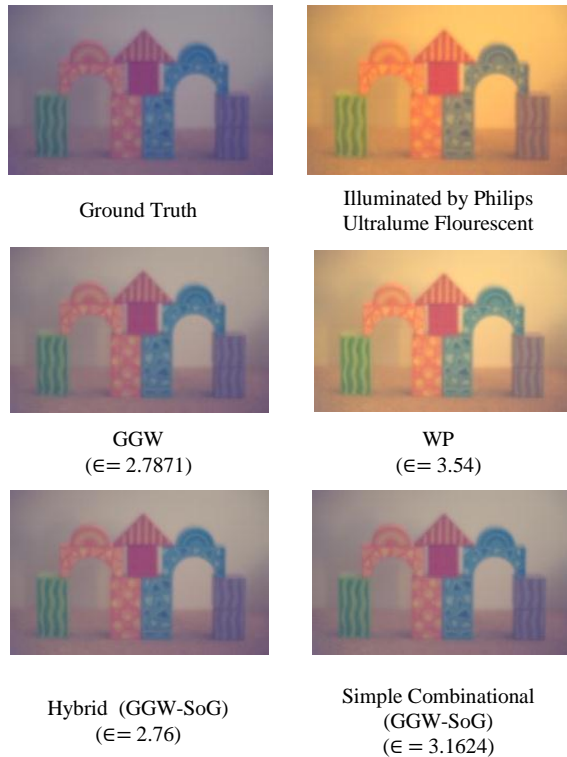 Ground Truth
Illuminated by Philips
Ultralume Flourescent
GGW
(∈= 2.7871)
WP
(∈= 3.54)
Hybrid (GGW-SoG)
(∈= 2.76)
Simple Combinational
(GGW-SoG)
(∈ = 3.1624)